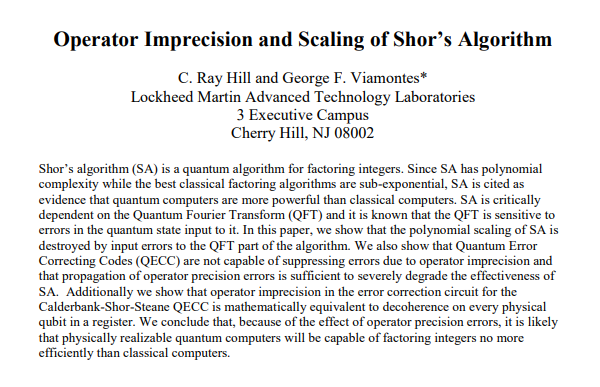 Operator Imprecision and Scaling of Shor's Algorithm
C. Ray Hill and George F. Viamontes*
Lockheed Martin Advanced Technology Laboratories
3 Executive Campus
Cherry Hill, NJ 08002
Shor's algorithm (SA) is a quantum algorithm for factoring integers. Since SA has polynomial
complexity while the best classical factoring algorithms are sub-exponential, SA is cited as
evidence that quantum computers are more powerful than classical computers. SA is critically
dependent on the Quantum Fourier Transform (QFT) and it is known that the QFT is sensitive to
errors in the quantum state input to it. In this paper, we show that the polynomial scaling of SA is
destroyed by input errors to the QFT part of the algorithm. We also show that Quantum Error
Correcting Codes (QECC) are not capable of suppressing errors due to operator imprecision and
that propagation of operator precision errors is sufficient to severely degrade the effectiveness of
SA.  Additionally we show that operator imprecision in the error correction circuit for the
Calderbank-Shor-Steane QECC is mathematically equivalent to decoherence on every physical
qubit in a register. We conclude that, because of the effect of operator precision errors, it is likely
that physically realizable quantum computers will be capable of factoring integers no more
efficiently than classical computers.